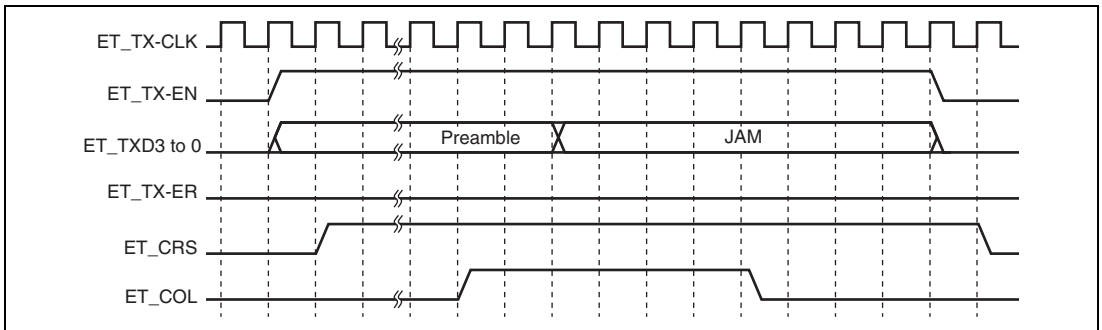 ET_TX-CLK
ET_TX-EN
ET_TXD3 to 0
Preamble
JAM
ET_TX-ER
ET_CRS
ET_COL